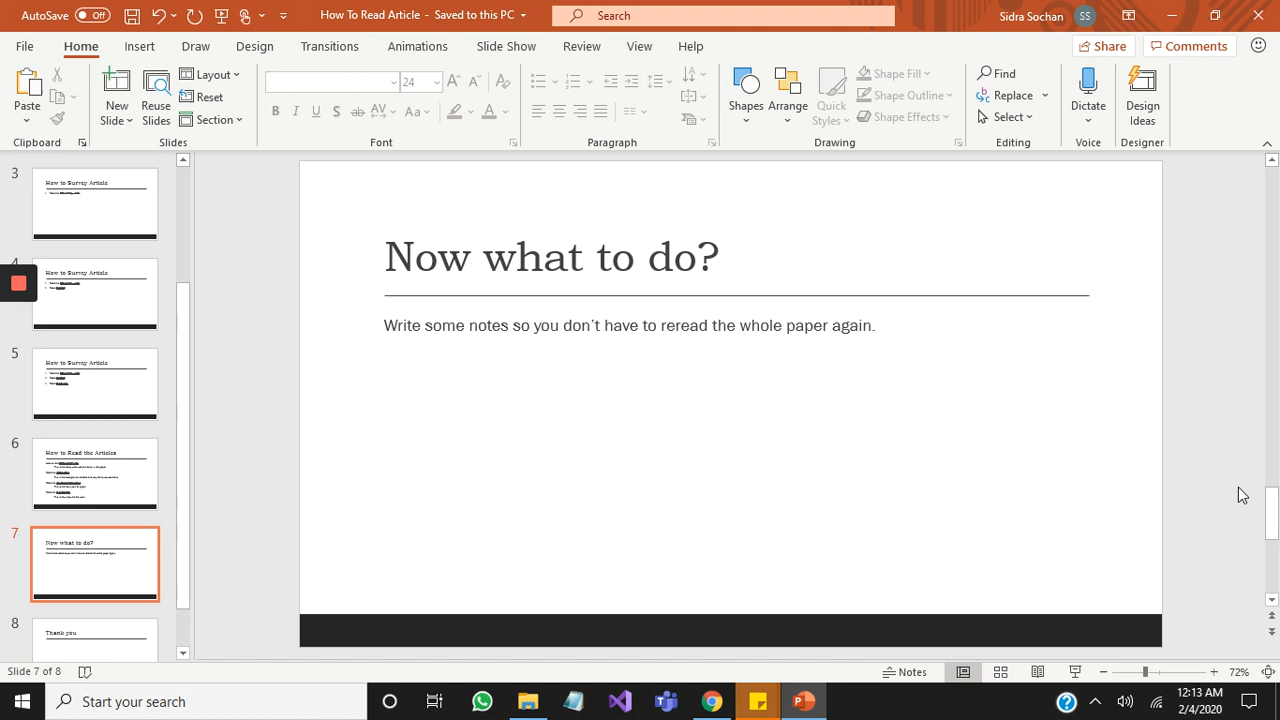 AutoSave Off How To Read Article - Saved to this PC Search Sidra Sochan SS
File Home Insert Draw Design Transitions Animations Slide Show Review View Help Share Comments
Paste New Slide Reuse Slides Layout Reset Section 24 B I U S ab AV Aa A Shapes Arrange Quick Styles Shape Fill Shape Outline Shape Effects Find Replace Select Dictate Design Ideas
Clipboard Slides Font Paragraph Drawing Editing Voice Designer
3
How to Survey Article
4
How to Survey Article
5
How to Survey Article
6
How to Read the Articles
7
Now what to do?
8
Thank you
Now what to do?
Write some notes so you don't have to reread the whole paper again.
Slide 7 of 8 Notes 72%
Start your search 12:13 AM
2/4/2020